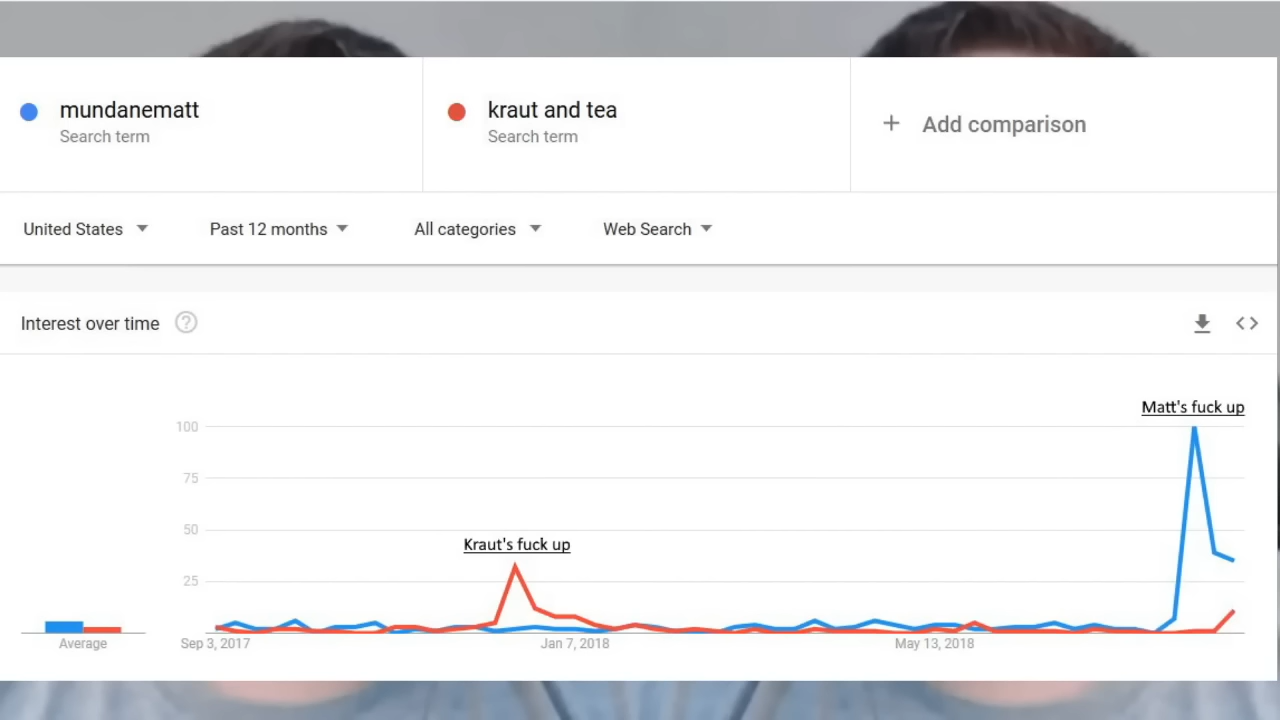 mundanematt
Search term
kraut and tea
Search term
+ Add comparison
United States
Past 12 months
All categories
Web Search
Interest over time ?
Matt's fuck up
100
75
50
Kraut's fuck up
25
Average
Sep 3, 2017
Jan 7, 2018
May 13, 2018